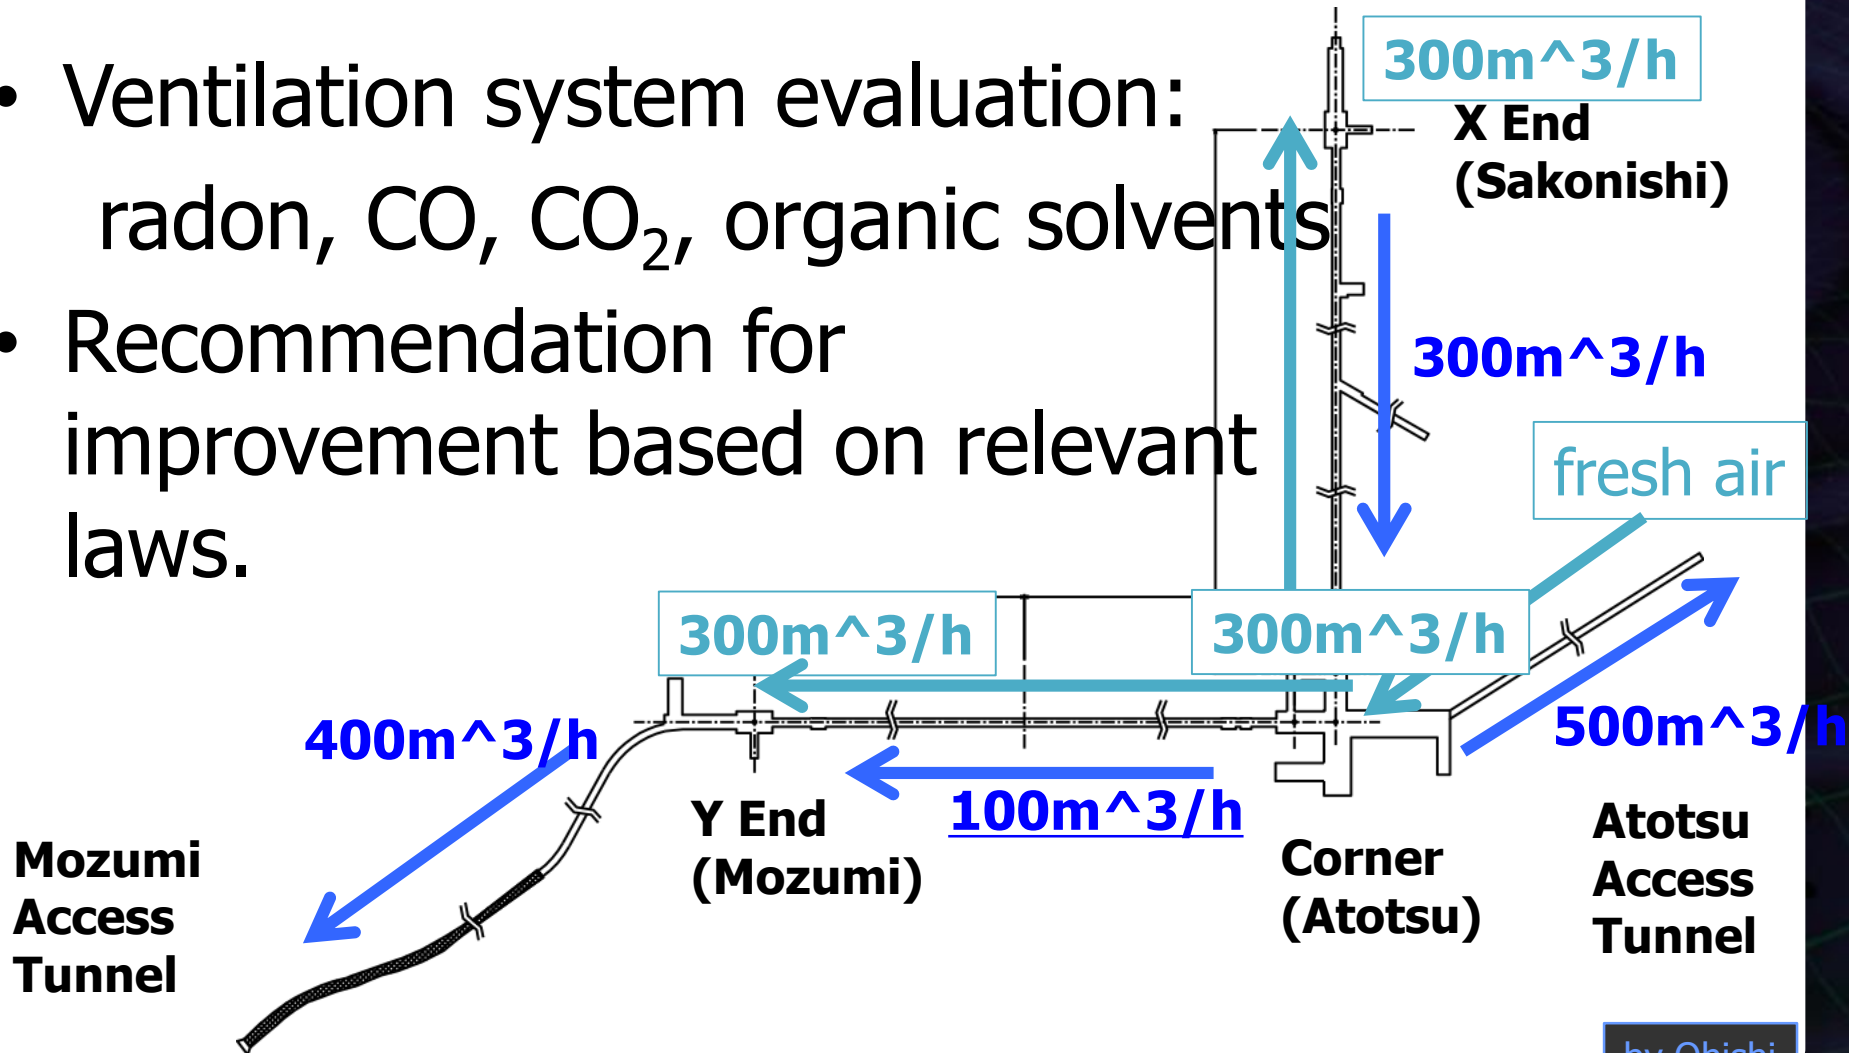 • Ventilation system evaluation:
radon, CO, CO₂, organic solvents
• Recommendation for
improvement based on relevant
laws.
300m^3/h
X End
(Sakonishi)
300m^3/h
fresh air
300m^3/h
300m^3/h
400m^3/h
500m^3/h
100m^3/h
Y End
(Mozumi)
Corner
(Atotsu)
Atotsu
Access
Tunnel
Mozumi
Access
Tunnel
by Ohishi